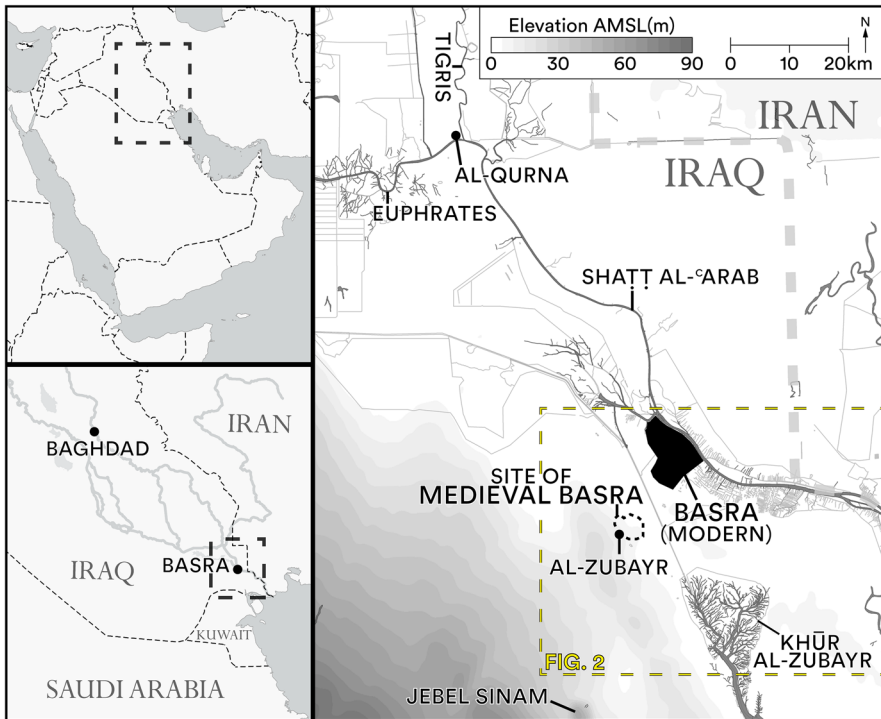 BAGHDAD
IRAN
IRAQ
BASRA
KUWAIT
SAUDI ARABIA
Elevation AMSL(m)
0 30 60 90
0 10 20km
N
TIGRIS
IRAN
IRAQ
AL-QURNA
EUPHRATES
SHAṬṬ AL-ᶜARAB
SITE OF
MEDIEVAL BASRA
BASRA
(MODERN)
AL-ZUBAYR
KHŪR
AL-ZUBAYR
FIG. 2
JEBEL SINAM